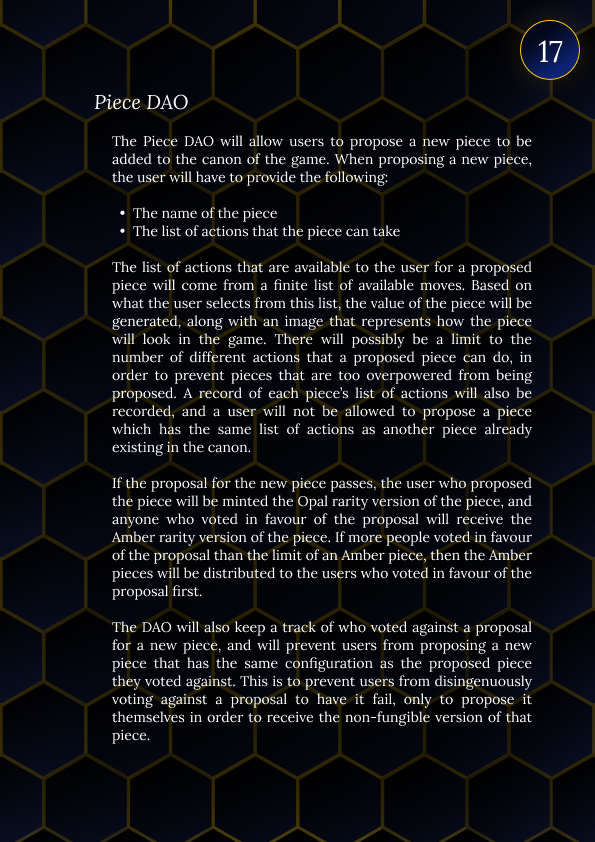 17
Piece DAO
The Piece DAO will allow users to propose a new piece to be
added to the canon of the game. When proposing a new piece,
the user will have to provide the following:
• The name of the piece
• The list of actions that the piece can take
The list of actions that are available to the user for a proposed
piece will come from a finite list of available moves. Based on
what the user selects from this list, the value of the piece will be
generated, along with an image that represents how the piece
will look in the game. There will possibly be a limit to the
number of different actions that a proposed piece can do, in
order to prevent pieces that are too overpowered from being
proposed. A record of each piece’s list of actions will also be
recorded, and a user will not be allowed to propose a piece
which has the same list of actions as another piece already
existing in the canon.
If the proposal for the new piece passes, the user who proposed
the piece will be minted the Opal rarity version of the piece, and
anyone who voted in favour of the proposal will receive the
Amber rarity version of the piece. If more people voted in favour
of the proposal than the limit of an Amber piece, then the Amber
pieces will be distributed to the users who voted in favour of the
proposal first.
The DAO will also keep a track of who voted against a proposal
for a new piece, and will prevent users from proposing a new
piece that has the same configuration as the proposed piece
they voted against. This is to prevent users from disingenuously
voting against a proposal to have it fail, only to propose it
themselves in order to receive the non-fungible version of that
piece.